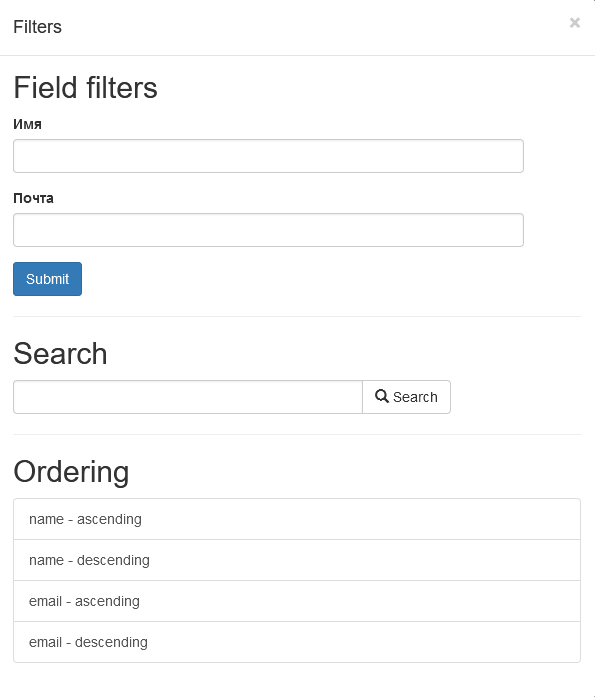 Filters
×
Field filters
Имя
Почта
Submit
Search
Search
Ordering
name - ascending
name - descending
email - ascending
email - descending